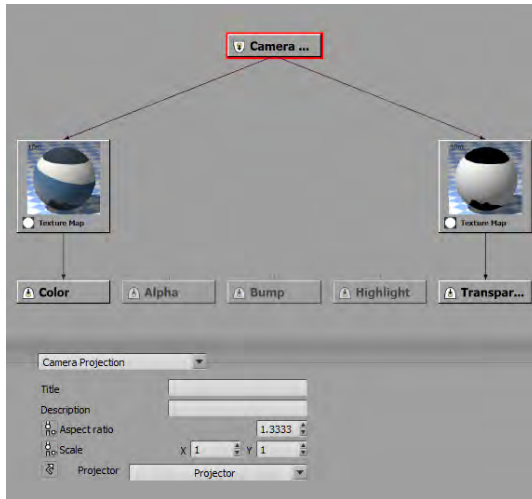 Camera ...
Texture Map
Texture Map
Color
Alpha
Bump
Highlight
Transpar...
Camera Projection
Title
Description
Aspect ratio 1.3333
Scale X 1 Y 1
Projector Projector